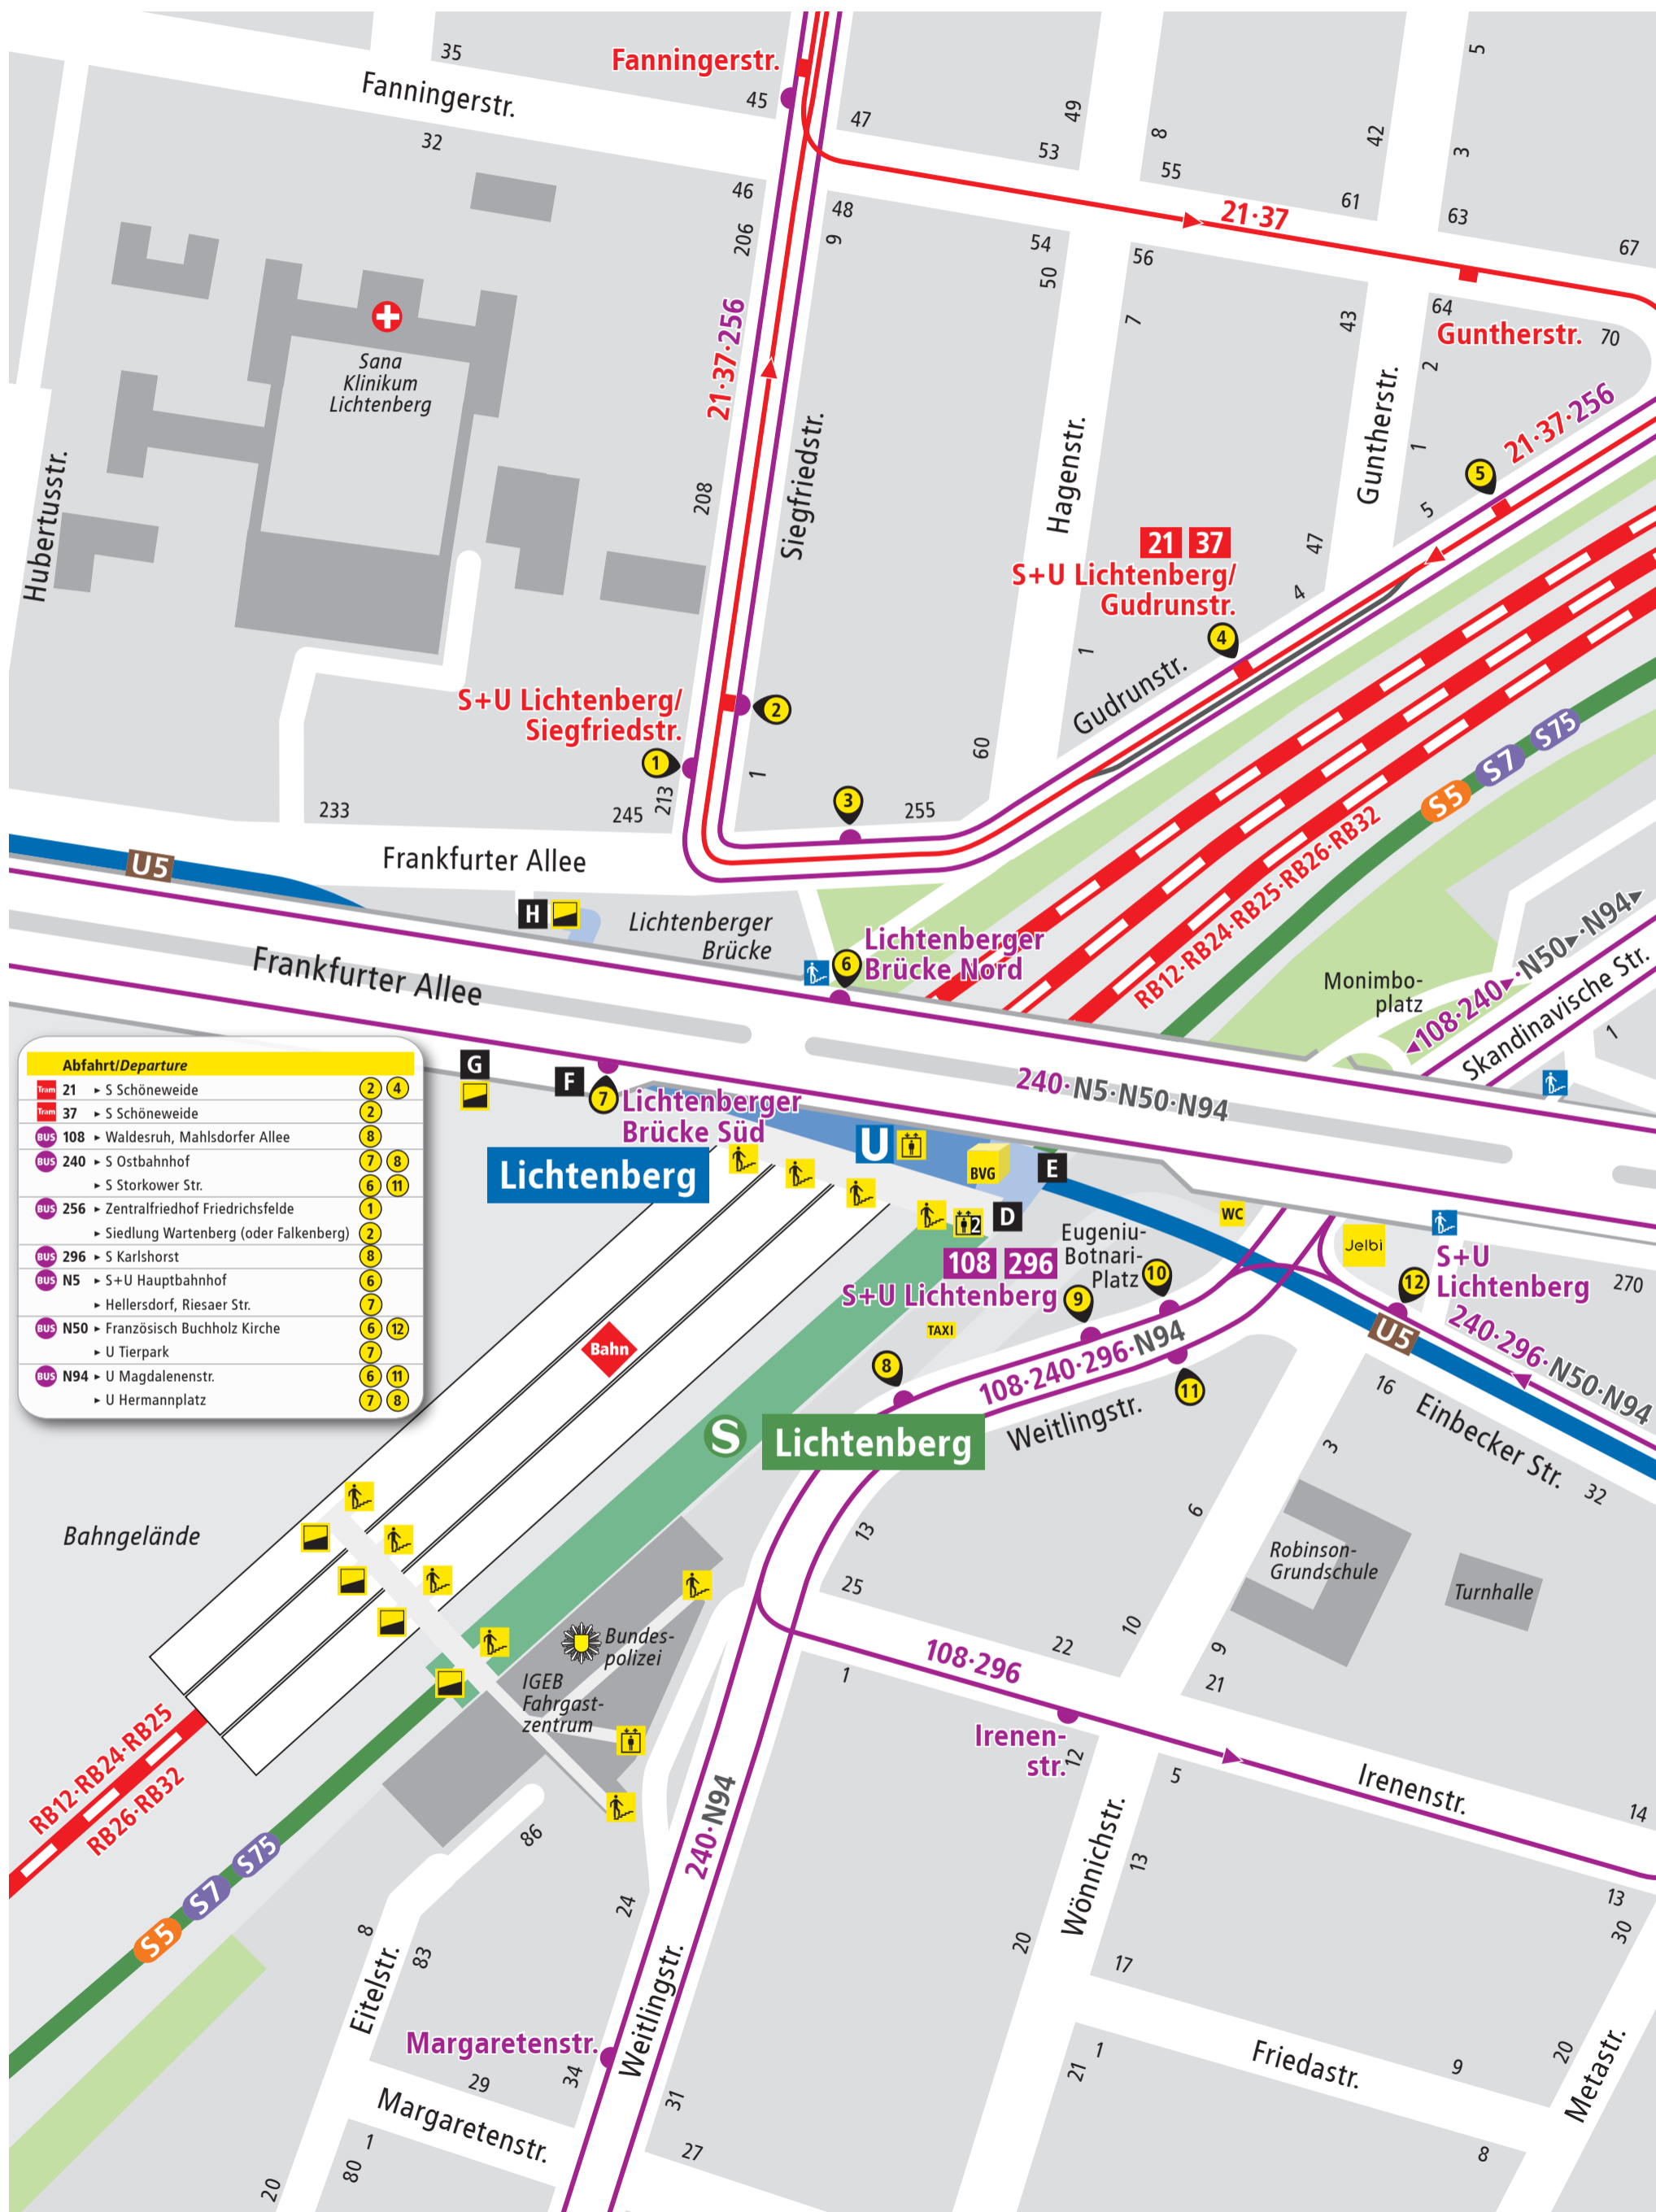 35
Fanningerstr.
5
Fanningerstr.
45
47
49
8
42
3
32
53
55
61
46
48
21·37
63
67
206
9
54
50
56
7
43
64
70
Guntherstr.
2
21·37·256
Sana
Klinikum
Lichtenberg
Siegfriedstr.
Hagenstr.
Guntherstr.
1
21·37·256
5
5
208
Hubertusstr.
21 37
S+U Lichtenberg/
Gudrunstr.
47
4
4
1
Gudrunstr.
S+U Lichtenberg/
Siegfriedstr.
2
1
213
1
60
233
245
3
255
S5
S7
S75
RB12·RB24·RB25·RB26·RB32
U5
Frankfurter Allee
H
Lichtenberger
Brücke
6
Lichtenberger
Brücke Nord
Frankfurter Allee
Monimbo-
platz
108·240·N50·N94
Skandinavische Str.
1
240·N5·N50·N94
G
F
7
Lichtenberger
Brücke Süd
Abfahrt/Departure
Tram 21 ▸ S Schöneweide 2 4
Tram 37 ▸ S Schöneweide 2
BUS 108 ▸ Waldesruh, Mahlsdorfer Allee 8
BUS 240 ▸ S Ostbahnhof 7 8
▸ S Storkower Str. 6 11
BUS 256 ▸ Zentralfriedhof Friedrichsfelde 1
▸ Siedlung Wartenberg (oder Falkenberg) 2
BUS 296 ▸ S Karlshorst 8
BUS N5 ▸ S+U Hauptbahnhof 6
▸ Hellersdorf, Riesaer Str. 7
BUS N50 ▸ Französisch Buchholz Kirche 6 12
▸ U Tierpark 7
BUS N94 ▸ U Magdalenenstr. 6 11
▸ U Hermannplatz 7 8
Lichtenberg
U
BVG
E
2
D
WC
Jelbi
108 296
S+U Lichtenberg
Eugeniu-
Botnari-
Platz
9
10
12
S+U
Lichtenberg
270
240·296·N50·N94
U5
TAXI
8
108·240·296·N94
11
Weitlingstr.
16
Einbecker Str.
32
Bahn
S
Lichtenberg
3
6
13
25
Robinson-
Grundschule
Turnhalle
Bahngelände
Bundes-
polizei
IGEB
Fahrgast-
zentrum
108·296
22
10
9
21
1
Irenen-
str.
12
5
Irenenstr.
14
13
30
RB12·RB24·RB25
RB26·RB32
S5
S7
S75
86
240·N94
24
8
83
Eitelstr.
Wönnichstr.
13
20
17
Margaretenstr.
Weitlingstr.
34
29
31
Margaretenstr.
27
1
80
20
1
21
Friedastr.
9
20
Metastr.
8